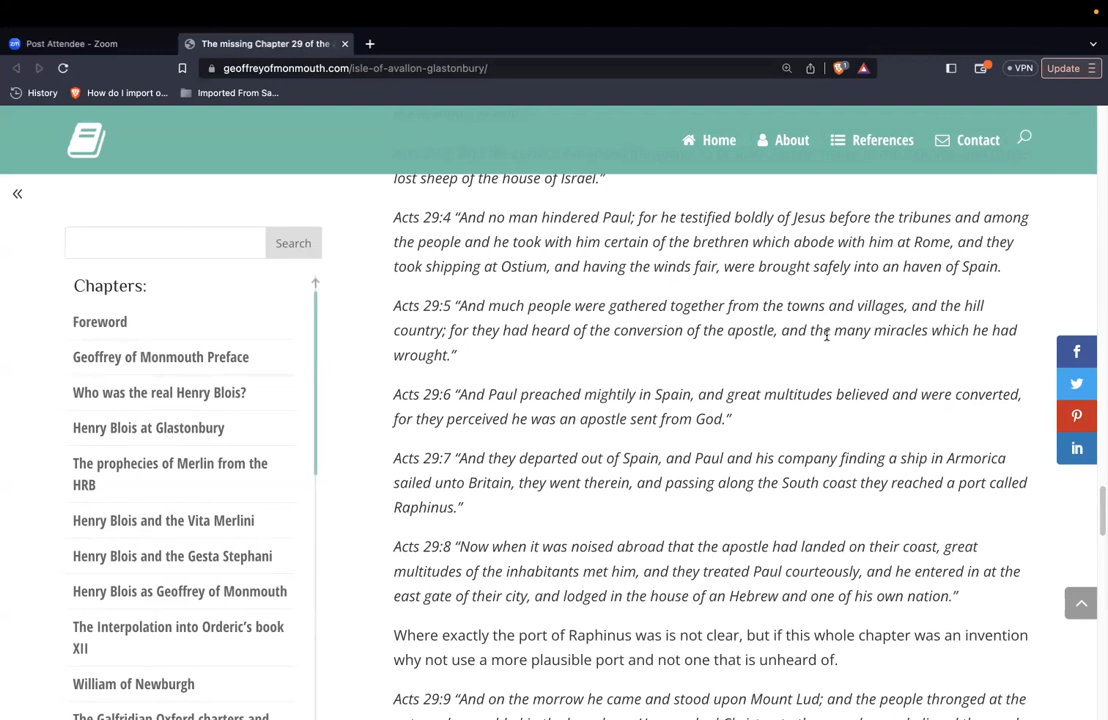 Post Attendee - Zoom
The missing Chapter 29 of the
geoffreyofmonmouth.com/isle-of-avallon-glastonbury/
1
VPN
Update
History
How do I import o...
Imported From Sa...
Home
About
References
Contact
lost sheep of the house of Israel.”
Search
Chapters:
Foreword
Geoffrey of Monmouth Preface
Who was the real Henry Blois?
Henry Blois at Glastonbury
The prophecies of Merlin from the
HRB
Henry Blois and the Vita Merlini
Henry Blois and the Gesta Stephani
Henry Blois as Geoffrey of Monmouth
The Interpolation into Orderic’s book
XII
William of Newburgh
The Galfridian Oxford charters and
Acts 29:4 “And no man hindered Paul; for he testified boldly of Jesus before the tribunes and among
the people and he took with him certain of the brethren which abode with him at Rome, and they
took shipping at Ostium, and having the winds fair, were brought safely into an haven of Spain.
Acts 29:5 “And much people were gathered together from the towns and villages, and the hill
country; for they had heard of the conversion of the apostle, and the many miracles which he had
wrought.”
Acts 29:6 “And Paul preached mightily in Spain, and great multitudes believed and were converted,
for they perceived he was an apostle sent from God.”
Acts 29:7 “And they departed out of Spain, and Paul and his company finding a ship in Armorica
sailed unto Britain, they went therein, and passing along the South coast they reached a port called
Raphinus.”
Acts 29:8 “Now when it was noised abroad that the apostle had landed on their coast, great
multitudes of the inhabitants met him, and they treated Paul courteously, and he entered in at the
east gate of their city, and lodged in the house of an Hebrew and one of his own nation.”
Where exactly the port of Raphinus was is not clear, but if this whole chapter was an invention
why not use a more plausible port and not one that is unheard of.
Acts 29:9 “And on the morrow he came and stood upon Mount Lud; and the people thronged at the